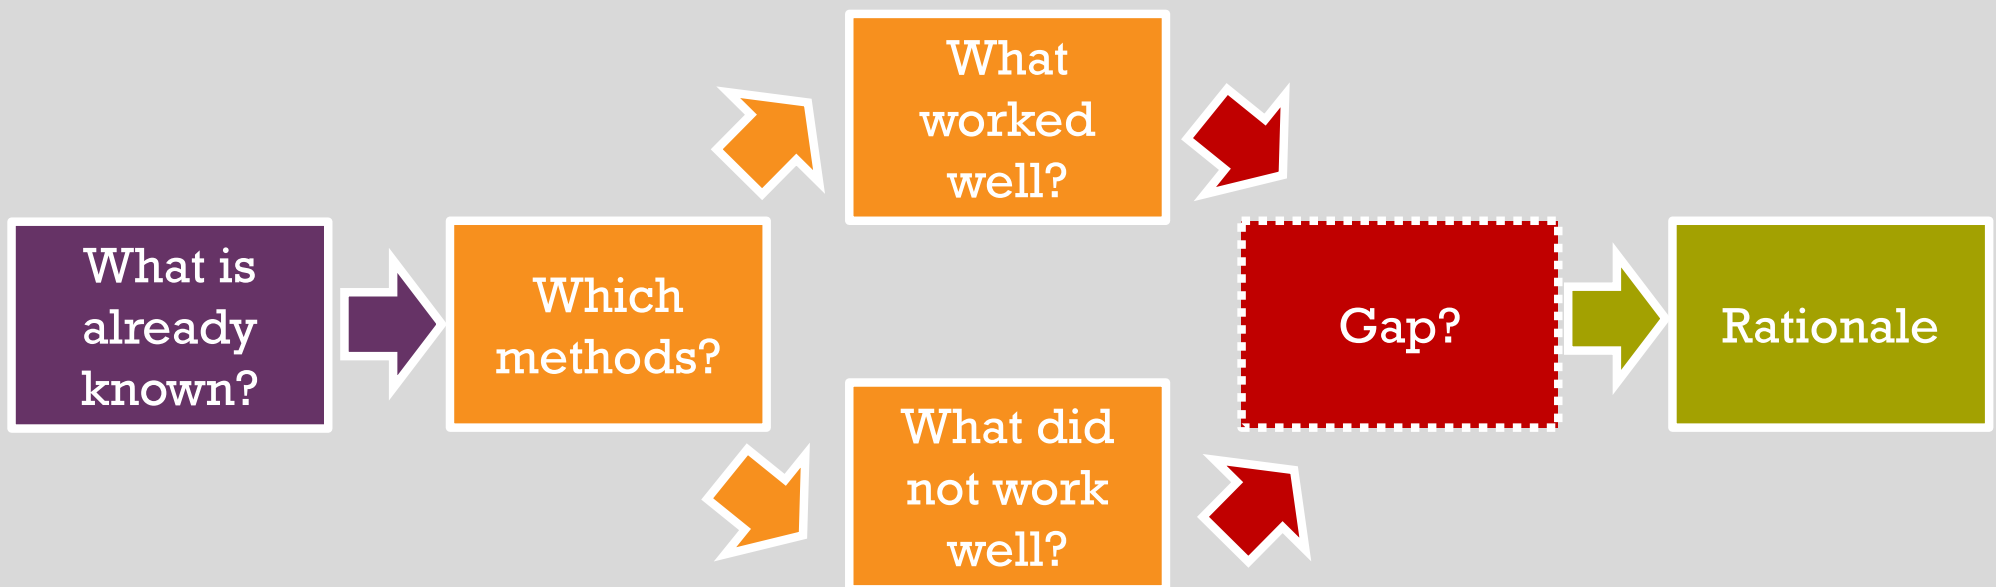 What is
already
known?
Which
methods?
What
worked
well?
What did
not work
well?
Gap?
Rationale